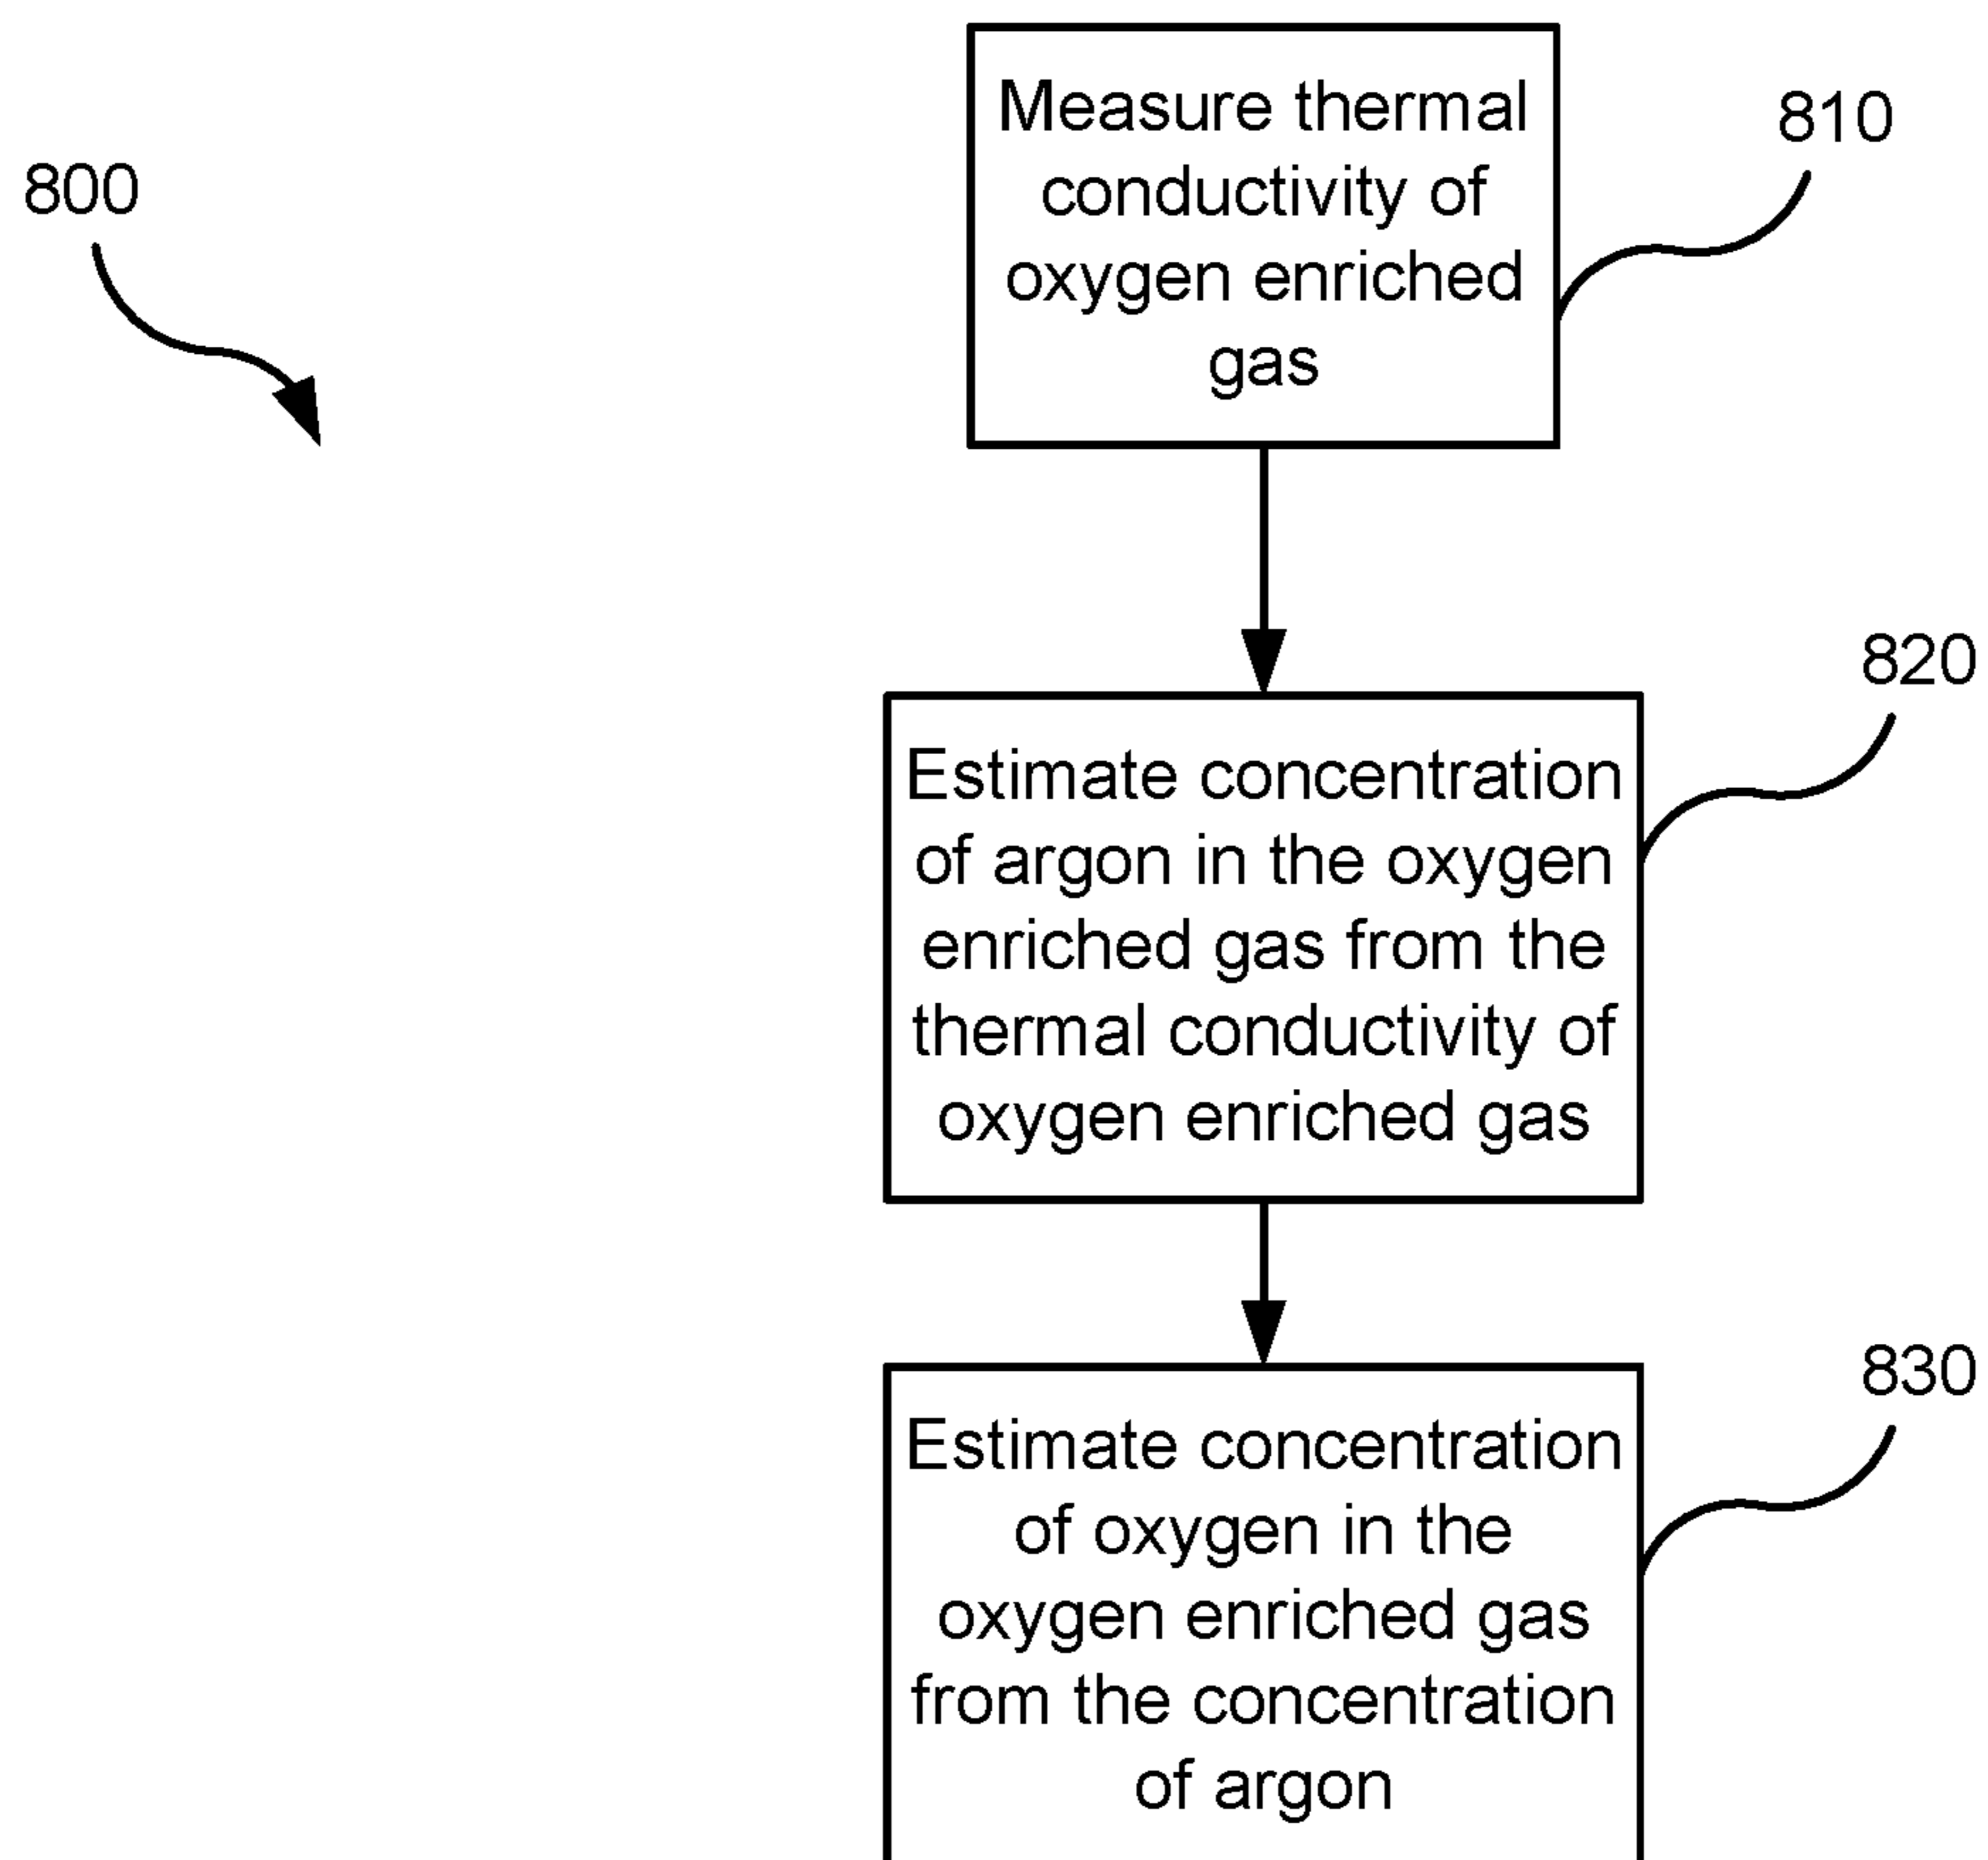 800
Measure thermal
conductivity of
oxygen enriched
gas
810
Estimate concentration
of argon in the oxygen
enriched gas from the
thermal conductivity of
oxygen enriched gas
820
Estimate concentration
of oxygen in the
oxygen enriched gas
from the concentration
of argon
830